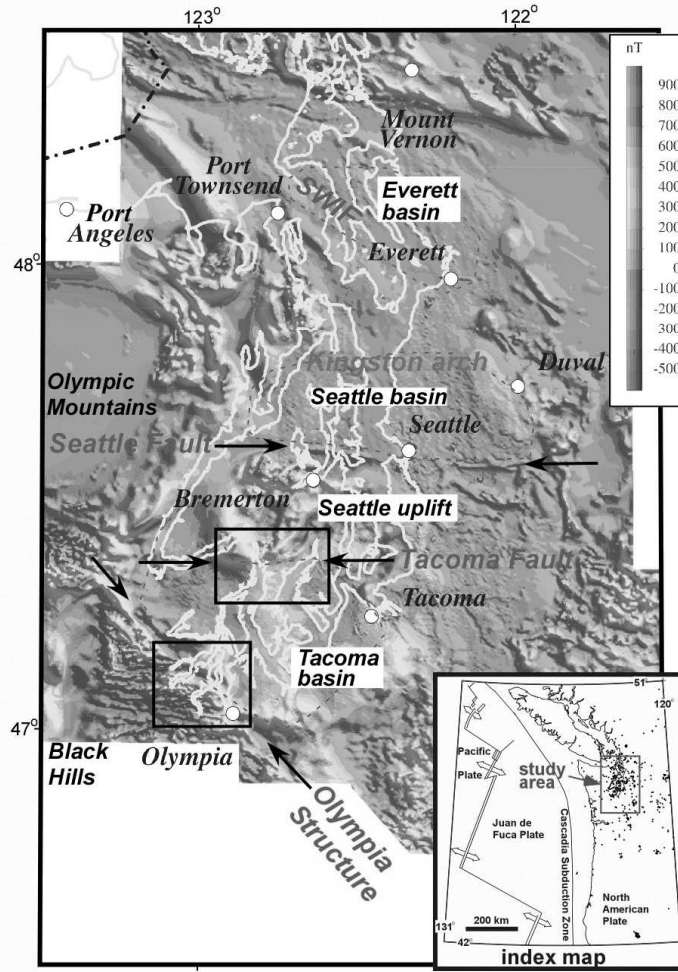 123°
122°
nT
900
800
700
600
500
400
300
200
100
0
-100
200
300
400
-500
Mount
Vernon
Port
Townsend
Everett
basin
SWIF
Port
Angeles
Everett
48°
Kingston arch
Duval
Olympic
Mountains
Seattle basin
Seattle
Seattle Fault
Bremerton
Seattle uplift
Tacoma Fault
Tacoma
Tacoma
basin
47°
Black
Hills
Olympia
Olympia
Structure
51°
120°
Pacific
Plate
study
area
Juan de
Fuca Plate
Cascadia Subduction Zone
North
American
Plate
131°
42°
200 km
index map